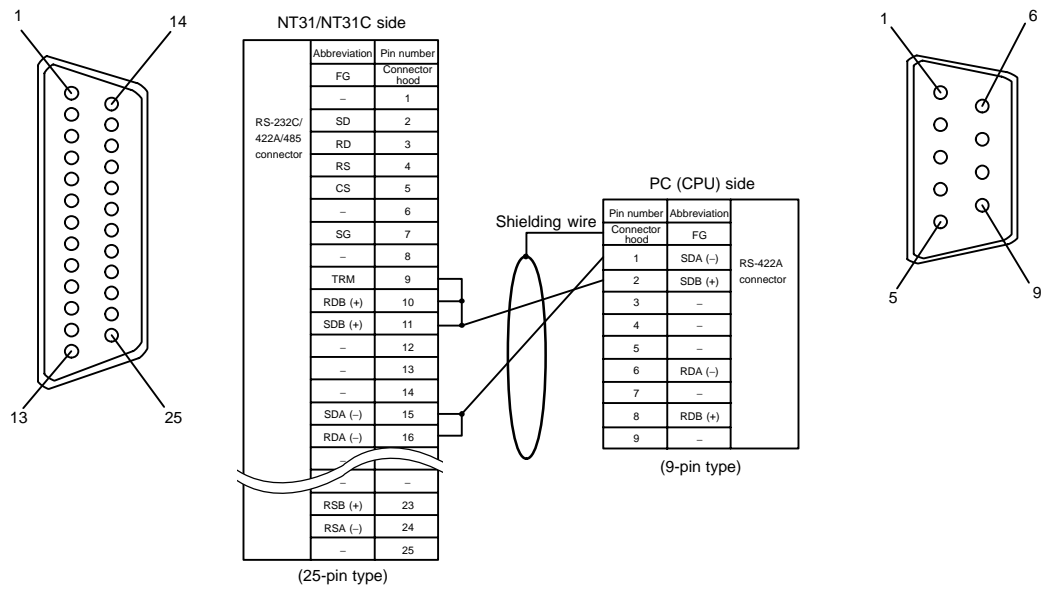 1
14
13
25
NT31/NT31C side
Abbreviation Pin number
FG Connector hood
– 1
RS-232C/
422A/485
connector
SD 2
RD 3
RS 4
CS 5
– 6
SG 7
– 8
TRM 9
RDB (+) 10
SDB (+) 11
– 12
– 13
– 14
SDA (–) 15
RDA (–) 16
–
– –
RSB (+) 23
RSA (–) 24
– 25
(25-pin type)
Shielding wire
PC (CPU) side
Pin number Abbreviation
Connector hood FG
1 SDA (–)
2 SDB (+)
RS-422A
connector
3 –
4 –
5 –
6 RDA (–)
7 –
8 RDB (+)
9 –
(9-pin type)
1
6
5
9